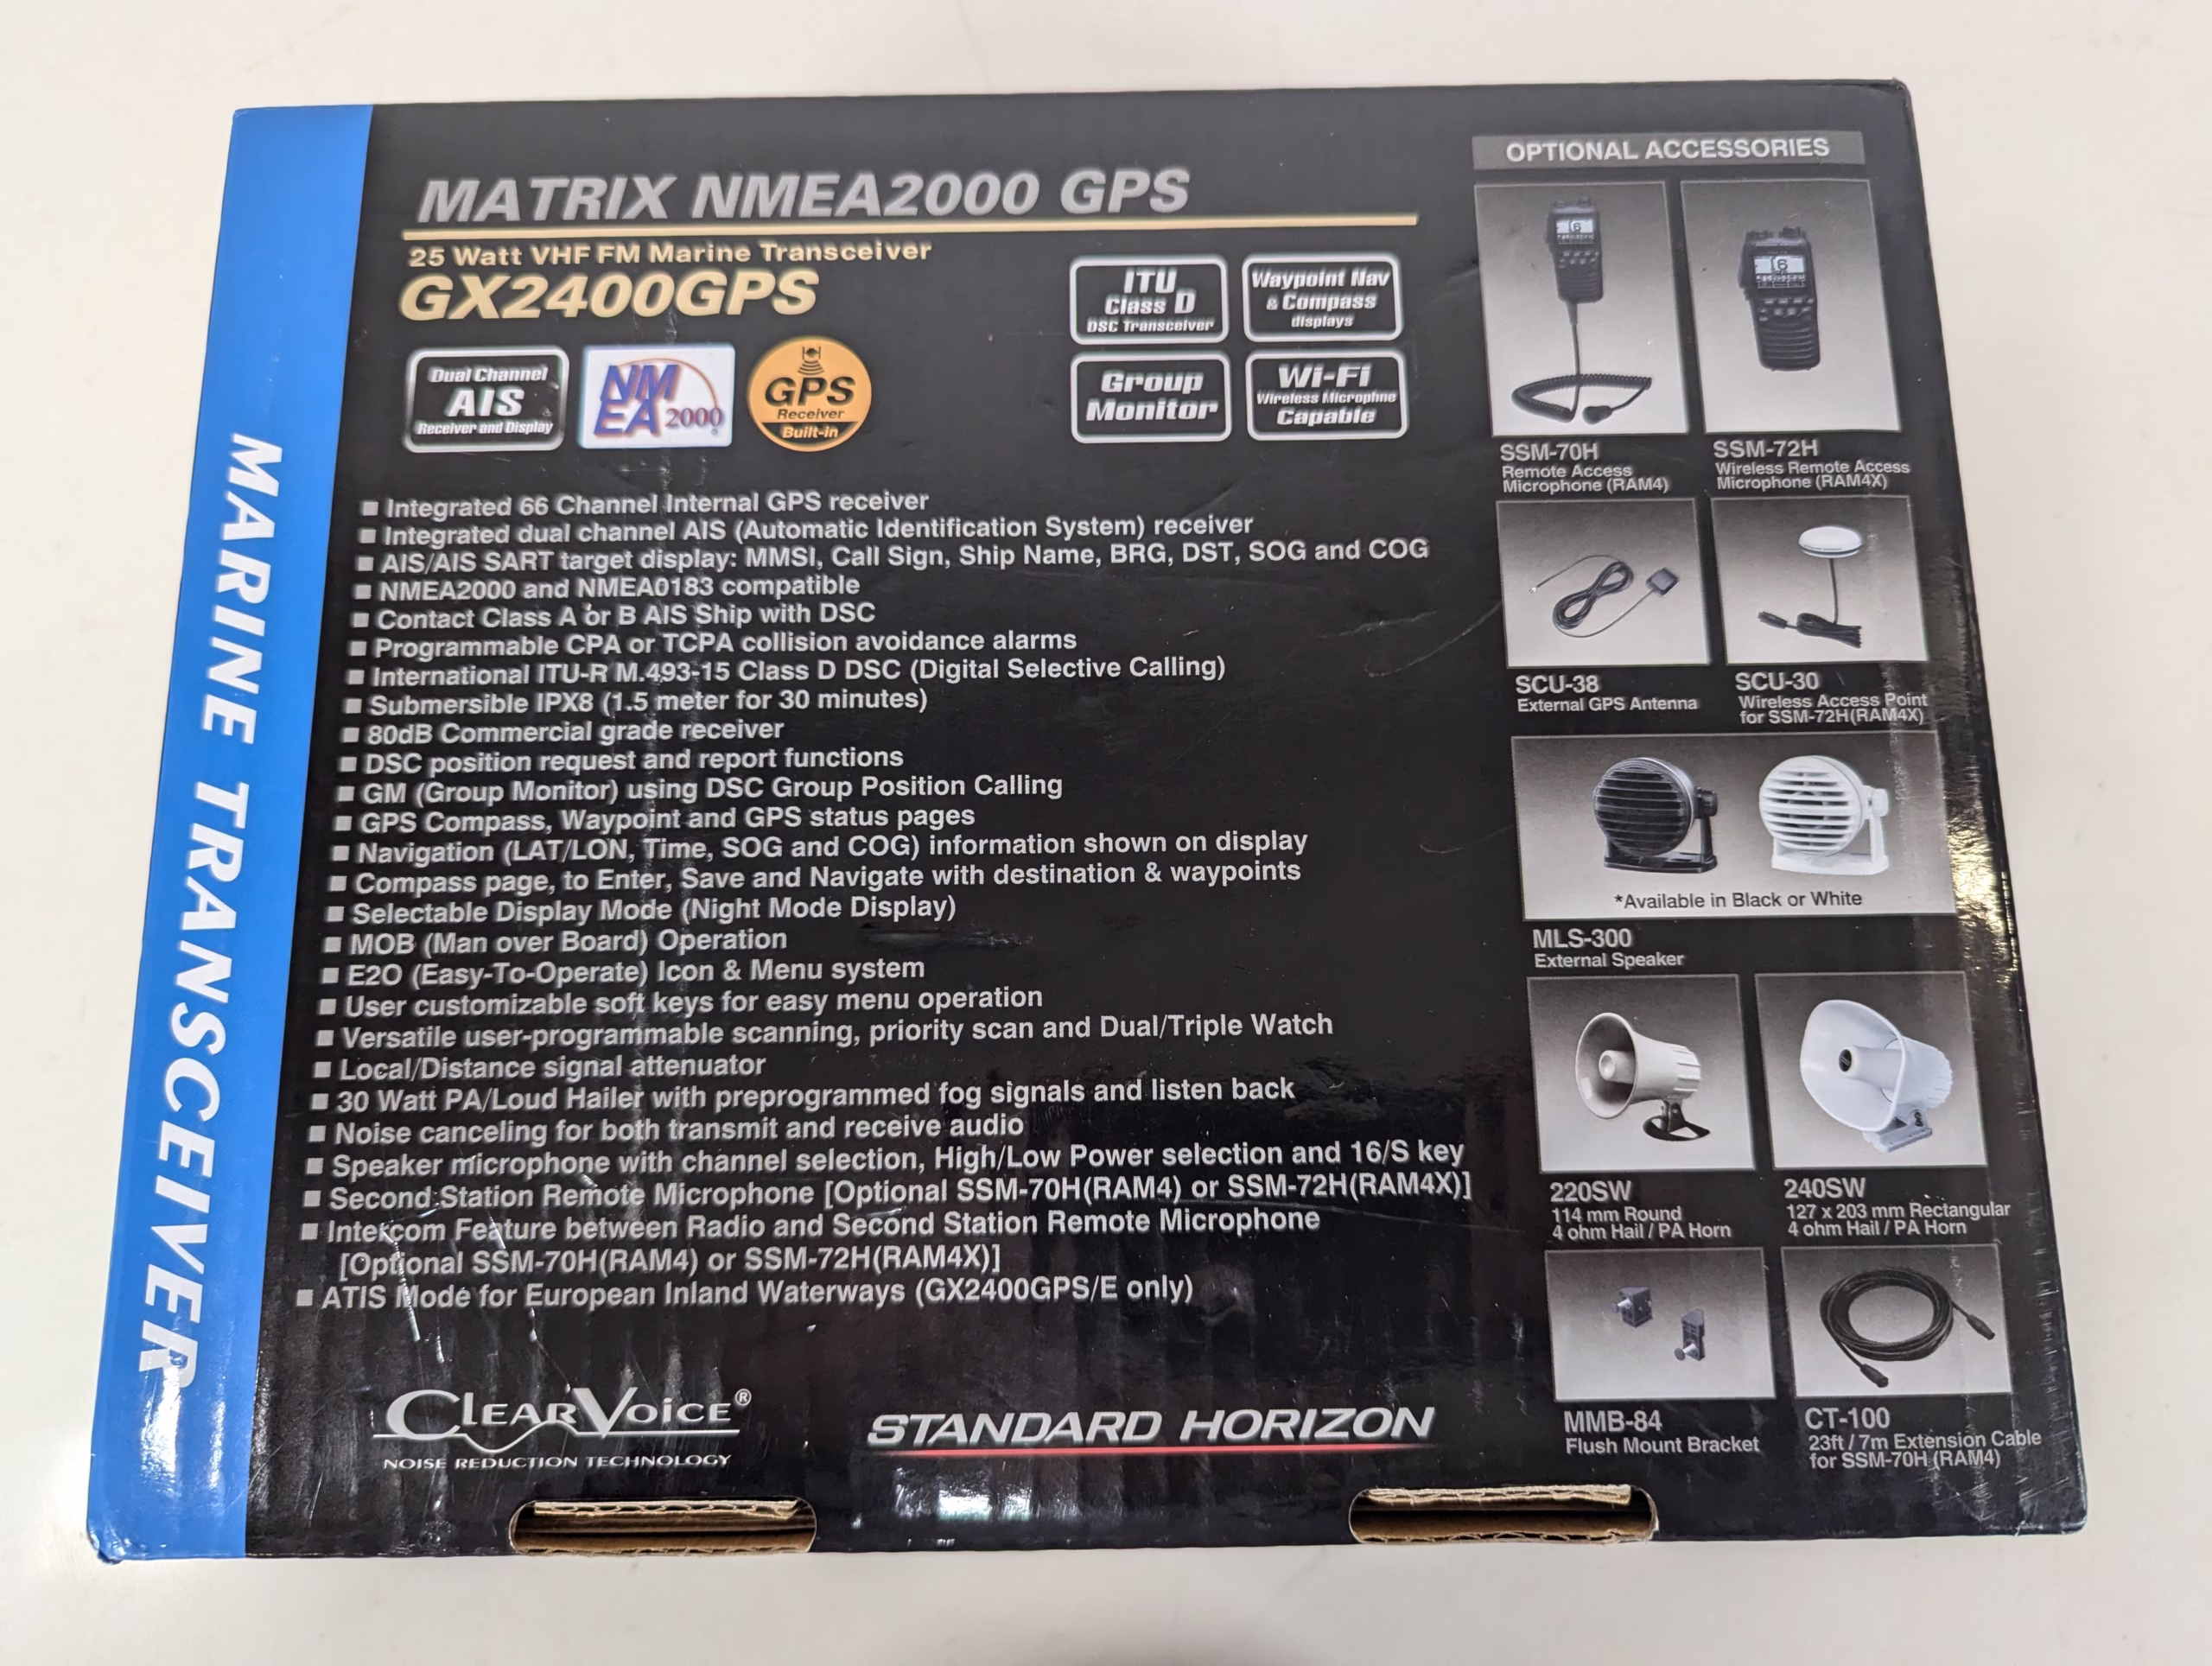 MARINE TRANSCEIVER
MATRIX NMEA2000 GPS
25 Watt VHF FM Marine Transceiver
GX2400GPS
Dual Channel
AIS
Receiver and Display
NM
EA 2000
GPS
Receiver
Built-in
ITU
Class D
DSC Transceiver
Waypoint Nav
& Compass
displays
Group
Monitor
Wi-Fi
Wireless Microphne
Capable
■ Integrated 66 Channel Internal GPS receiver
■ Integrated dual channel AIS (Automatic Identification System) receiver
■ AIS/AIS SART target display: MMSI, Call Sign, Ship Name, BRG, DST, SOG and COG
■ NMEA2000 and NMEA0183 compatible
■ Contact Class A or B AIS Ship with DSC
■ Programmable CPA or TCPA collision avoidance alarms
■ International ITU-R M.493-15 Class D DSC (Digital Selective Calling)
■ Submersible IPX8 (1.5 meter for 30 minutes)
■ 80dB Commercial grade receiver
■ DSC position request and report functions
■ GM (Group Monitor) using DSC Group Position Calling
■ GPS Compass, Waypoint and GPS status pages
■ Navigation (LAT/LON, Time, SOG and COG) information shown on display
■ Compass page, to Enter, Save and Navigate with destination & waypoints
■ Selectable Display Mode (Night Mode Display)
■ MOB (Man over Board) Operation
■ E2O (Easy-To-Operate) Icon & Menu system
■ User customizable soft keys for easy menu operation
■ Versatile user-programmable scanning, priority scan and Dual/Triple Watch
■ Local/Distance signal attenuator
■ 30 Watt PA/Loud Hailer with preprogrammed fog signals and listen back
■ Noise canceling for both transmit and receive audio
■ Speaker microphone with channel selection, High/Low Power selection and 16/S key
■ Second Station Remote Microphone [Optional SSM-70H(RAM4) or SSM-72H(RAM4X)]
■ Intercom Feature between Radio and Second Station Remote Microphone
[Optional SSM-70H(RAM4) or SSM-72H(RAM4X)]
■ ATIS Mode for European Inland Waterways (GX2400GPS/E only)
CLEARVOICE®
NOISE REDUCTION TECHNOLOGY
STANDARD HORIZON
OPTIONAL ACCESSORIES
SSM-70H
Remote Access
Microphone (RAM4)
SSM-72H
Wireless Remote Access
Microphone (RAM4X)
SCU-38
External GPS Antenna
SCU-30
Wireless Access Point
for SSM-72H(RAM4X)
*Available in Black or White
MLS-300
External Speaker
220SW
114 mm Round
4 ohm Hail / PA Horn
240SW
127 x 203 mm Rectangular
4 ohm Hail / PA Horn
MMB-84
Flush Mount Bracket
CT-100
23ft / 7m Extension Cable
for SSM-70H (RAM4)